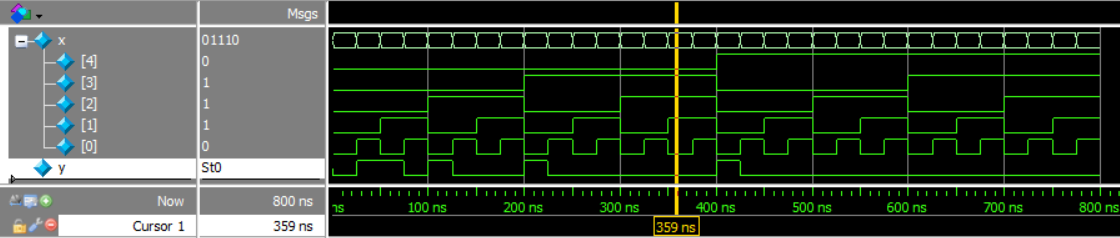 Msgs
x 01110
[4] 0
[3] 1
[2] 1
[1] 1
[0] 0
y St0
Now 800 ns
ns 100 ns 200 ns 300 ns 400 ns 500 ns 600 ns 700 ns 800 ns
Cursor 1 359 ns
359 ns